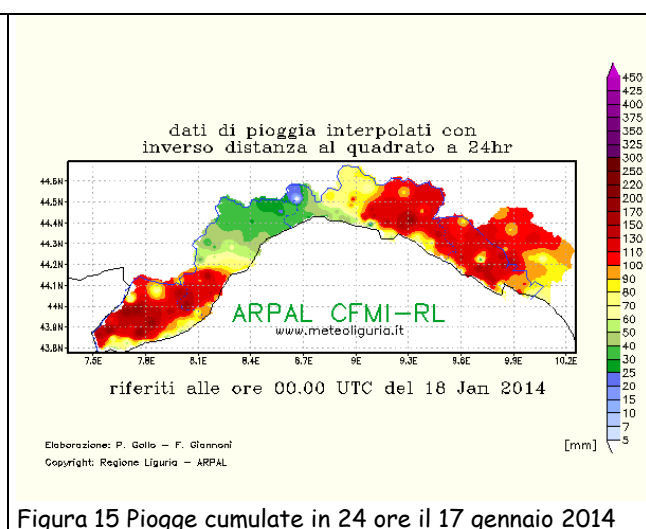 dati di pioggia interpolati con
inverso distanza al quadrato a 24hr
44.6N
44.5N
44.4N
44.3N
44.2N
44.1N
44N
43.9N
43.8N
7.5E 7.8E 8.1E 8.4E 8.7E 9E 9.3E 9.6E 9.9E 10.2E
ARPAL CFMI-RL
www.meteoliguria.it
riferiti alle ore 00.00 UTC del 18 Jan 2014
450
425
400
375
350
325
300
250
220
200
170
150
130
110
100
90
80
70
60
50
40
30
25
20
15
10
7
5
[mm]
Elaborazione: P. Gollo - F. Giannoni
Copyright: Regione Liguria - ARPAL
Figura 15 Piogge cumulate in 24 ore il 17 gennaio 2014